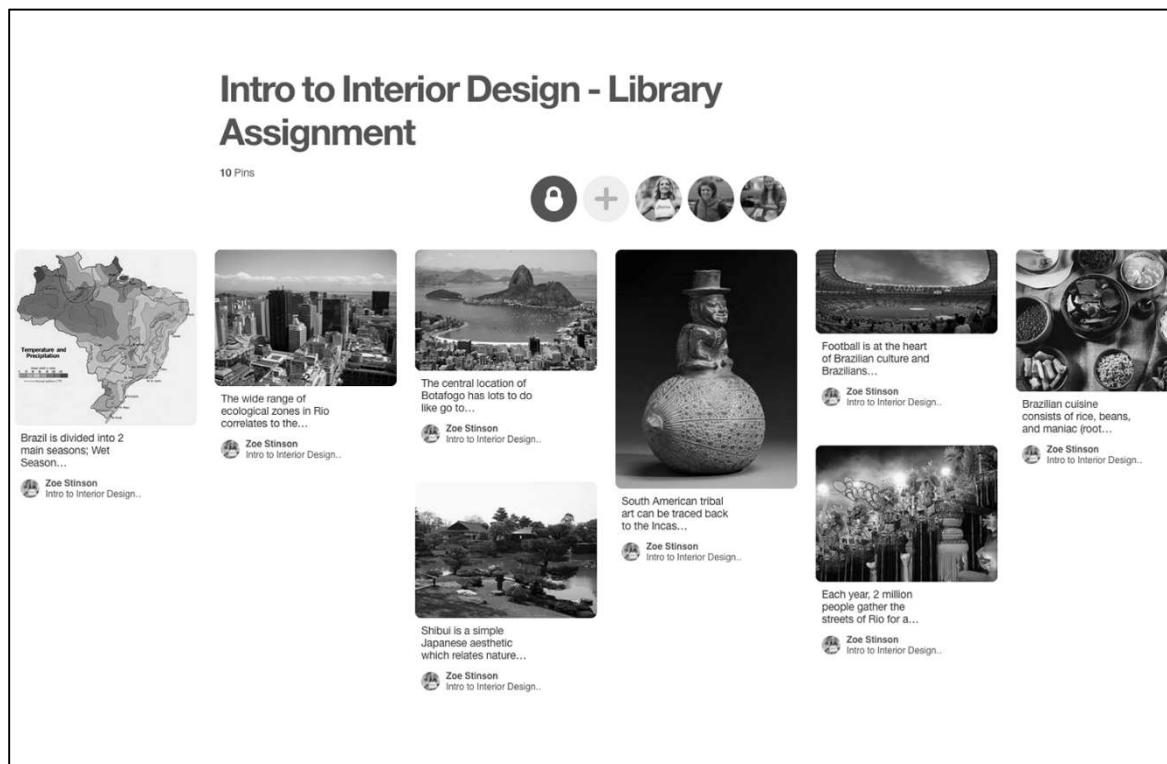 Intro to Interior Design - Library
Assignment
10 Pins
Temperature and
Precipitation
Brazil is divided into 2
main seasons; Wet
Season...
Zoe Stinson
Intro to Interior Design..
The wide range of
ecological zones in Rio
correlates to the...
Zoe Stinson
Intro to Interior Design..
The central location of
Botafogo has lots to do
like go to...
Zoe Stinson
Intro to Interior Design..
Shibui is a simple
Japanese aesthetic
which relates nature...
Zoe Stinson
Intro to Interior Design..
South American tribal
art can be traced back
to the Incas...
Zoe Stinson
Intro to Interior Design..
Football is at the heart
of Brazilian culture and
Brazilians...
Zoe Stinson
Intro to Interior Design..
Each year, 2 million
people gather the
streets of Rio for a...
Zoe Stinson
Intro to Interior Design..
Brazilian cuisine
consists of rice, beans,
and maniac (root...
Zoe Stinson
Intro to Interior Design..